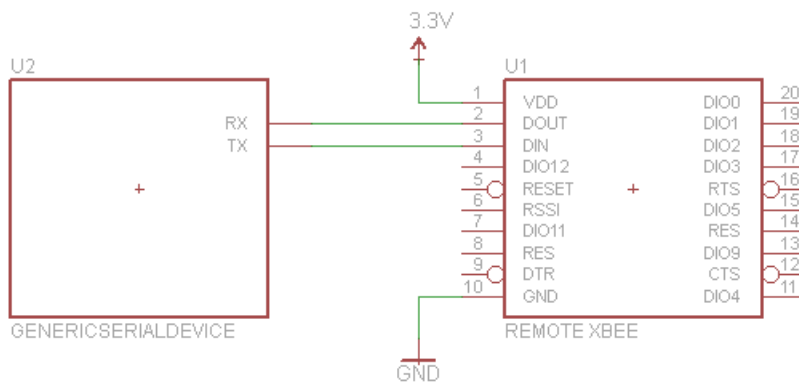 3.3V
U2
U1
RX
TX
1 VDD DIO0 20
2 DOUT DIO1 19
3 DIN DIO2 18
4 DIO12 DIO3 17
5 RESET RTS 16
6 RSSI DIO5 15
7 DIO11 RES 14
8 RES DIO9 13
9 DTR CTS 12
10 GND DIO4 11
GENERICSERIALDEVICE
REMOTE XBEE
GND